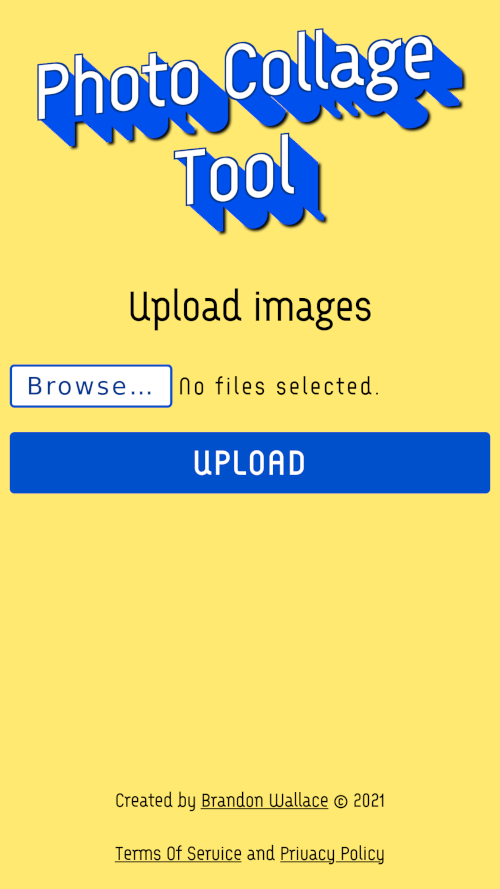 Photo Collage
Tool
Upload images
Browse... No files selected.
UPLOAD
Created by Brandon Wallace © 2021
Terms Of Service and Privacy Policy